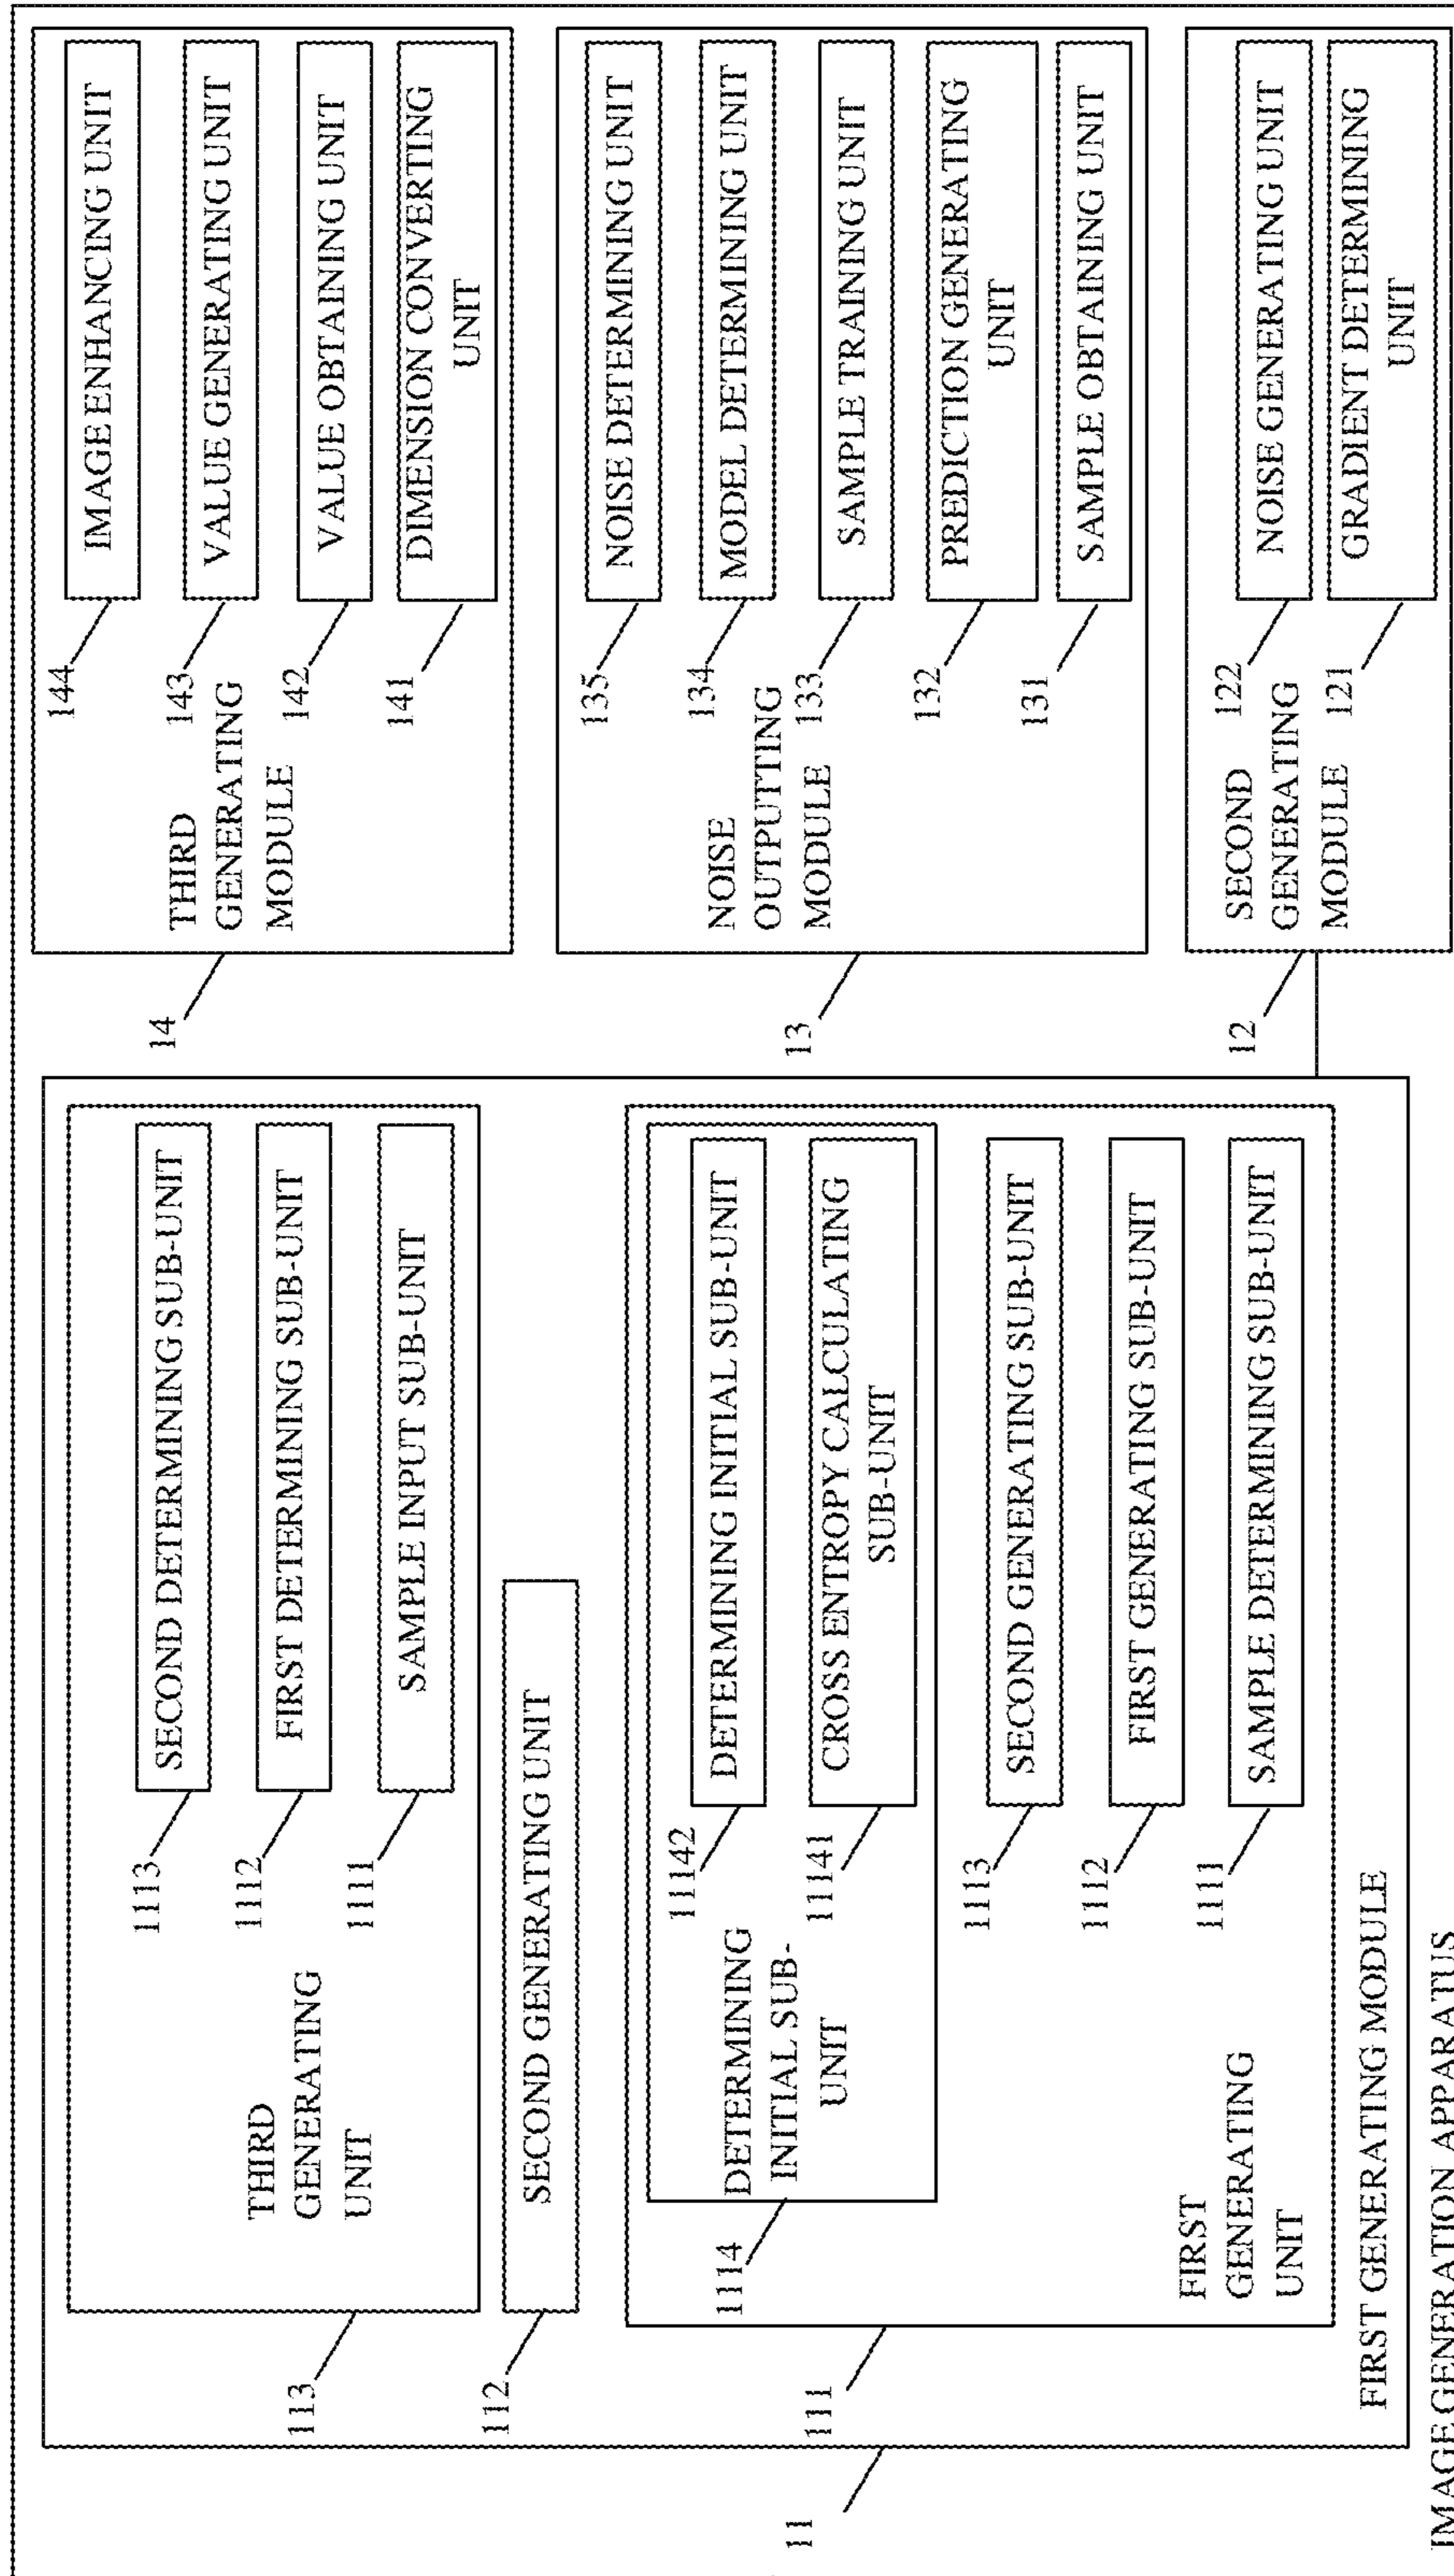 THIRD
GENERATING
MODULE
14
144
IMAGE ENHANCING UNIT
143
VALUE GENERATING UNIT
142
VALUE OBTAINING UNIT
141
DIMENSION CONVERTING
UNIT
NOISE
OUTPUTTING
MODULE
13
135
NOISE DETERMINING UNIT
134
MODEL DETERMINING UNIT
133
SAMPLE TRAINING UNIT
132
PREDICTION GENERATING
UNIT
131
SAMPLE OBTAINING UNIT
SECOND
GENERATING
MODULE
12
122
NOISE GENERATING UNIT
121
GRADIENT DETERMINING
UNIT
THIRD
GENERATING
UNIT
113
1113
SECOND DETERMINING SUB-UNIT
1112
FIRST DETERMINING SUB-UNIT
1111
SAMPLE INPUT SUB-UNIT
112
SECOND GENERATING UNIT
111
DETERMINING
INITIAL SUB-
UNIT
1114
11142
DETERMINING INITIAL SUB-UNIT
11141
CROSS ENTROPY CALCULATING
SUB-UNIT
1113
SECOND GENERATING SUB-UNIT
1112
FIRST GENERATING SUB-UNIT
1111
SAMPLE DETERMINING SUB-UNIT
FIRST
GENERATING
UNIT
FIRST GENERATING MODULE
11
IMAGE GENERATION APPARATUS